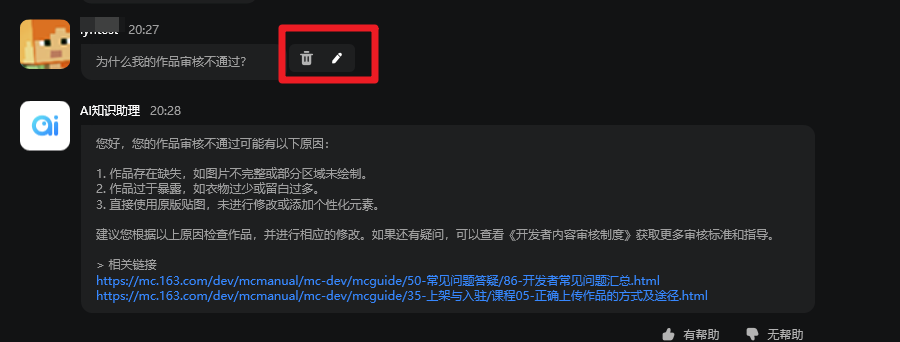 20:27
为什么我的作品审核不通过？
AI知识助理 20:28
ai
您好，您的作品审核不通过可能有以下原因：
1. 作品存在缺失，如图片不完整或部分区域未绘制。
2. 作品过于暴露，如衣物过少或留白过多。
3. 直接使用原版贴图，未进行修改或添加个性化元素。
建议您根据以上原因检查作品，并进行相应的修改。如果还有疑问，可以查看《开发者内容审核制度》获取更多审核标准和指导。
> 相关链接
https://mc.163.com/dev/mcmanual/mc-dev/mcguide/50-常见问题答疑/86-开发者常见问题汇总.html
https://mc.163.com/dev/mcmanual/mc-dev/mcguide/35-上架与入驻/课程05-正确上传作品的方式及途径.html
有帮助 无帮助